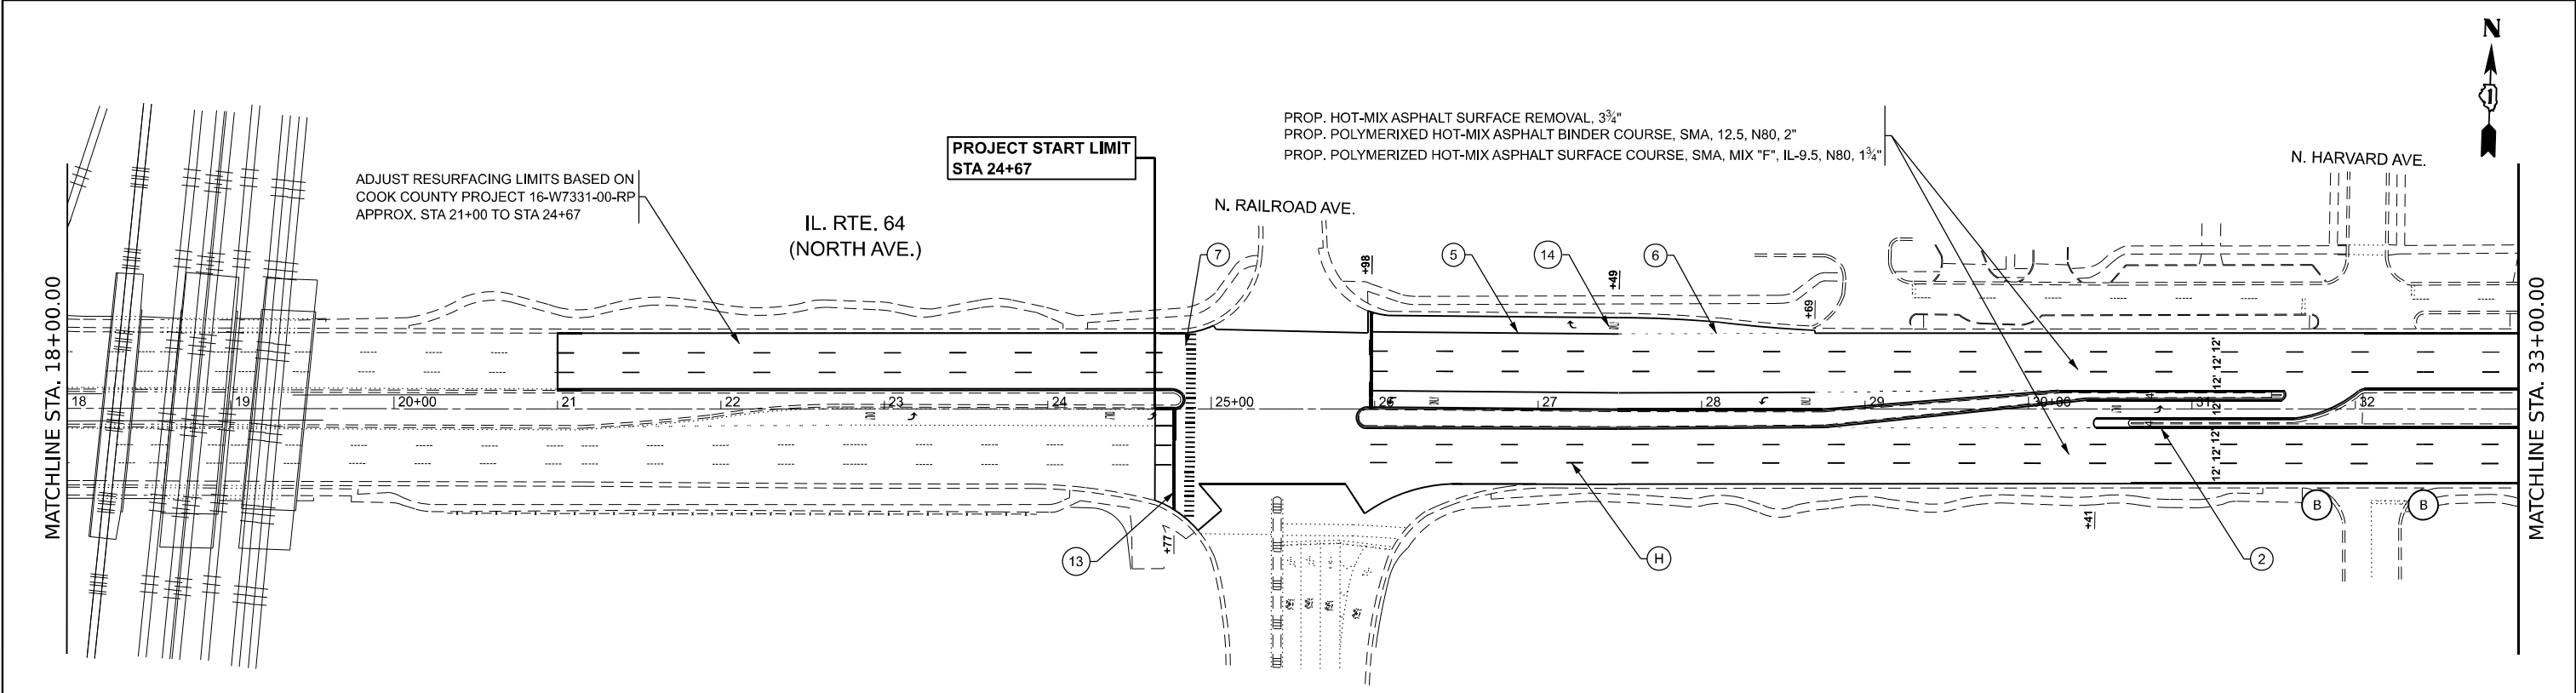 N
1
PROP. HOT-MIX ASPHALT SURFACE REMOVAL, 3¾"
PROP. POLYMERIXED HOT-MIX ASPHALT BINDER COURSE, SMA, 12.5, N80, 2"
PROP. POLYMERIZED HOT-MIX ASPHALT SURFACE COURSE, SMA, MIX "F", IL-9.5, N80, 1¾"
PROJECT START LIMIT
STA 24+67
N. HARVARD AVE.
ADJUST RESURFACING LIMITS BASED ON
COOK COUNTY PROJECT 16-W7331-00-RP
APPROX. STA 21+00 TO STA 24+67
IL. RTE. 64
(NORTH AVE.)
N. RAILROAD AVE.
7
+98
5
14
+49
6
+69
MATCHLINE STA. 18+00.00
MATCHLINE STA. 33+00.00
12' 12' 12' 12' 12'
18 19 20+00 21 22 23 24 25+00 26 27 28 29 30+00 31 32
12' 12' 12'
+77
13
H
+41
B
B
2